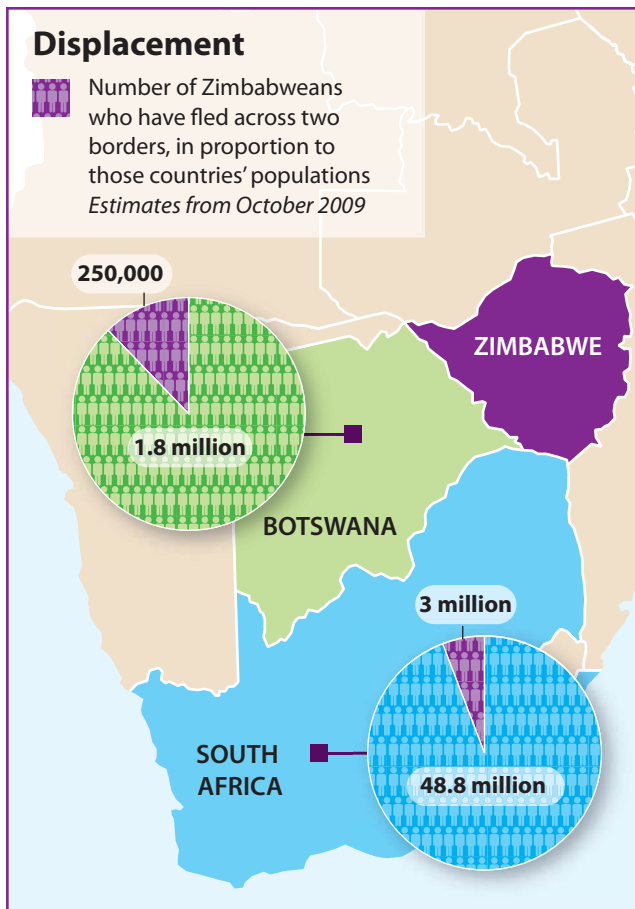 Displacement
Number of Zimbabweans
who have fled across two
borders, in proportion to
those countries’ populations
Estimates from October 2009
250,000
ZIMBABWE
1.8 million
BOTSWANA
3 million
SOUTH
AFRICA
48.8 million